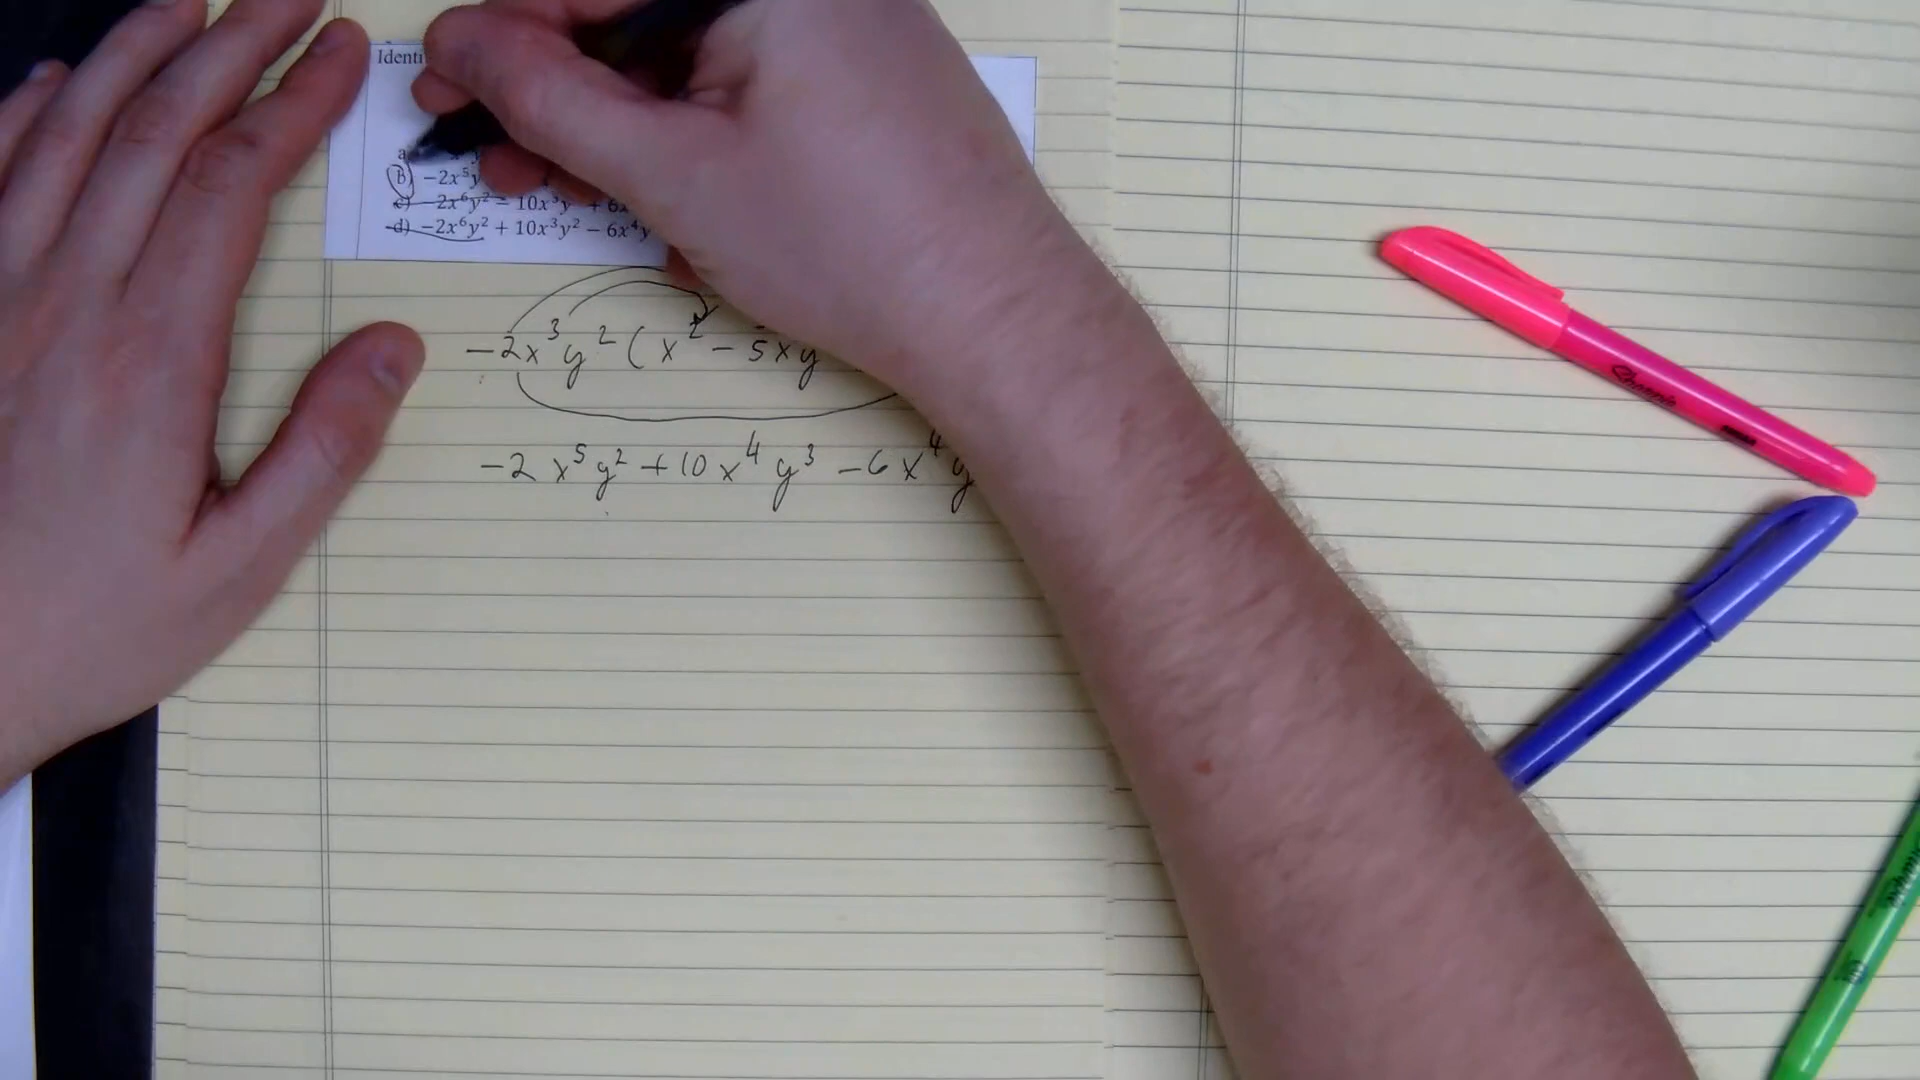 Identi
a
b) −2x⁵y
c) −2x⁶y² − 10x³y + 6x
d) −2x⁶y² + 10x³y² − 6x⁴y
−2x³y²(x² − 5xy
−2x⁵y² + 10x⁴y³ − 6x⁴y
Sharpie